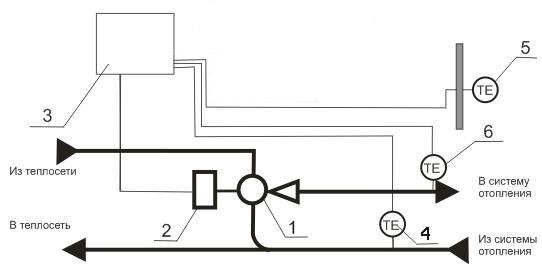 5
TE
3
6
Из теплосети
TE
В систему
отопления
В теплосеть
2
1
TE
4
Из системы
отопления